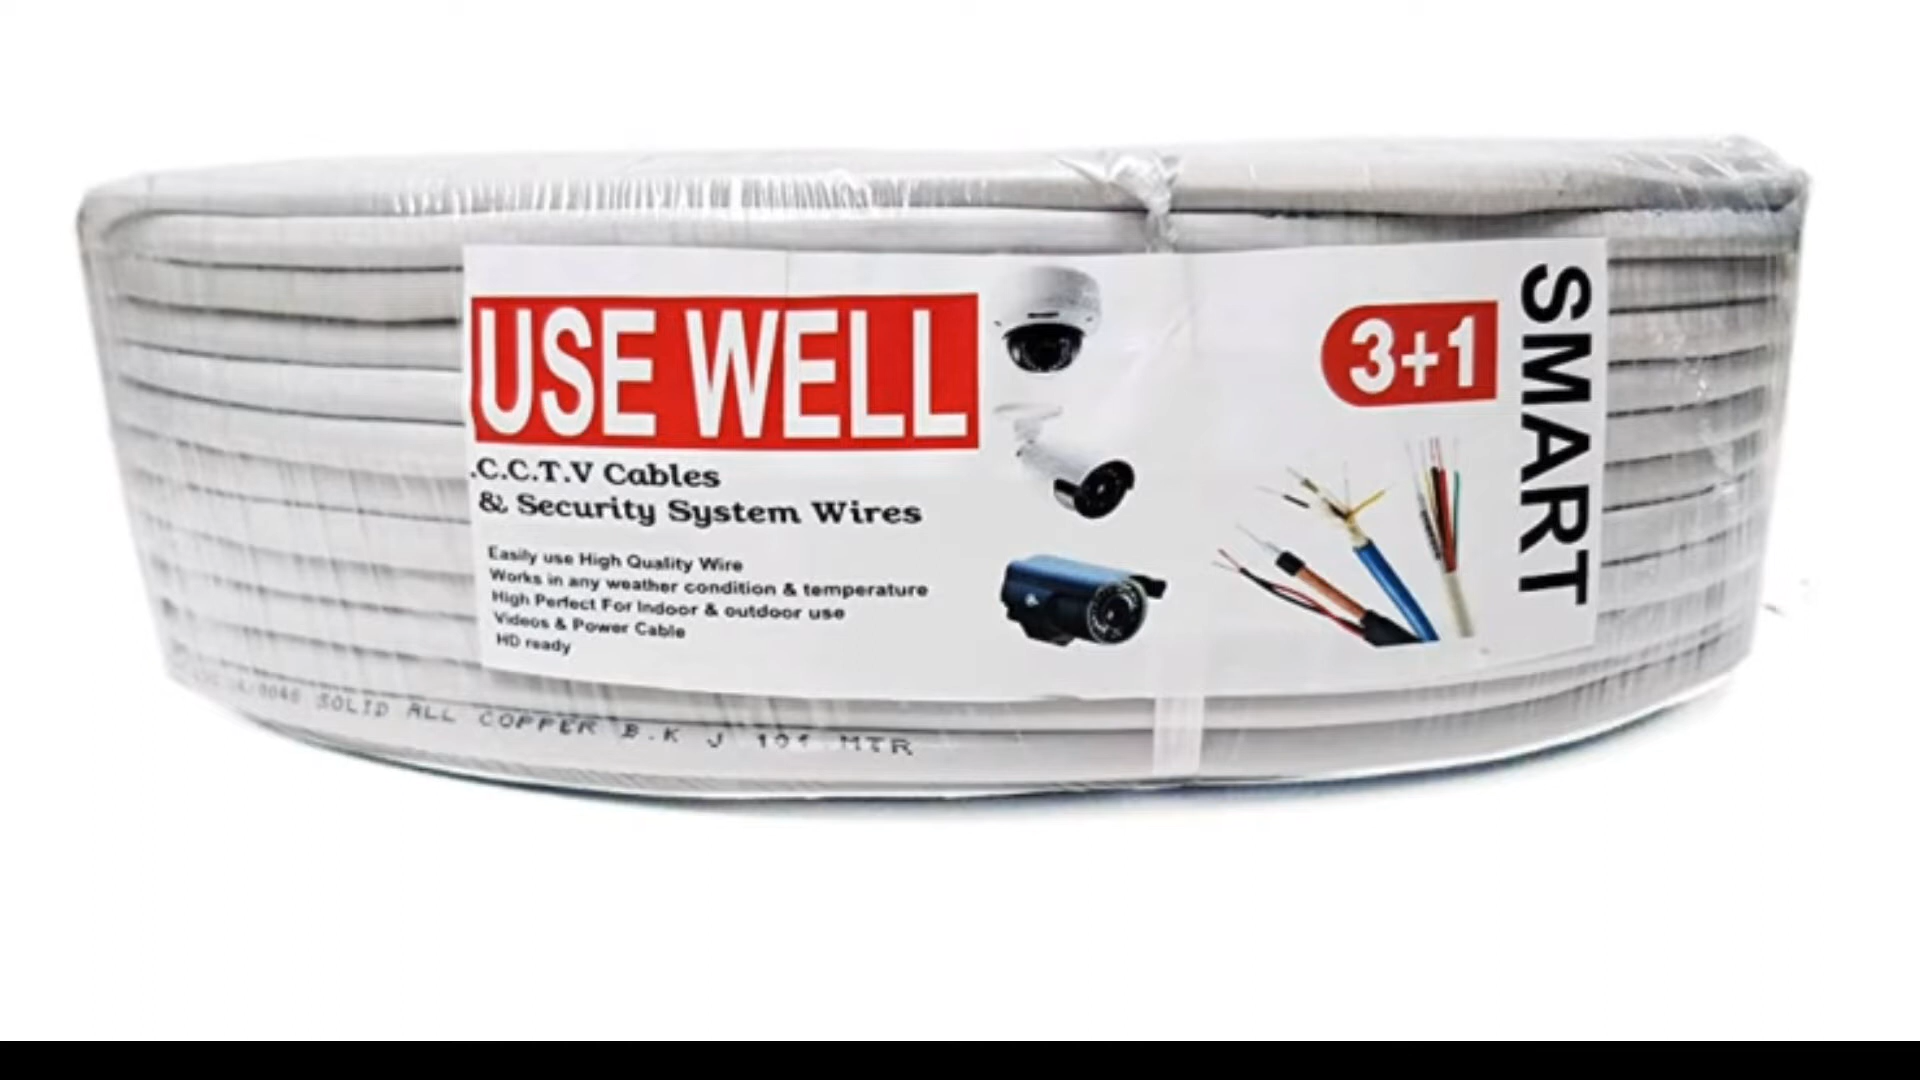 USE WELL
.C.C.T.V Cables
& Security System Wires
Easily use High Quality Wire
Works in any weather condition & temperature
High Perfect For Indoor & outdoor use
Videos & Power Cable
HD ready
3+1
SMART
SOLID ALL COPPER B.K J MTR